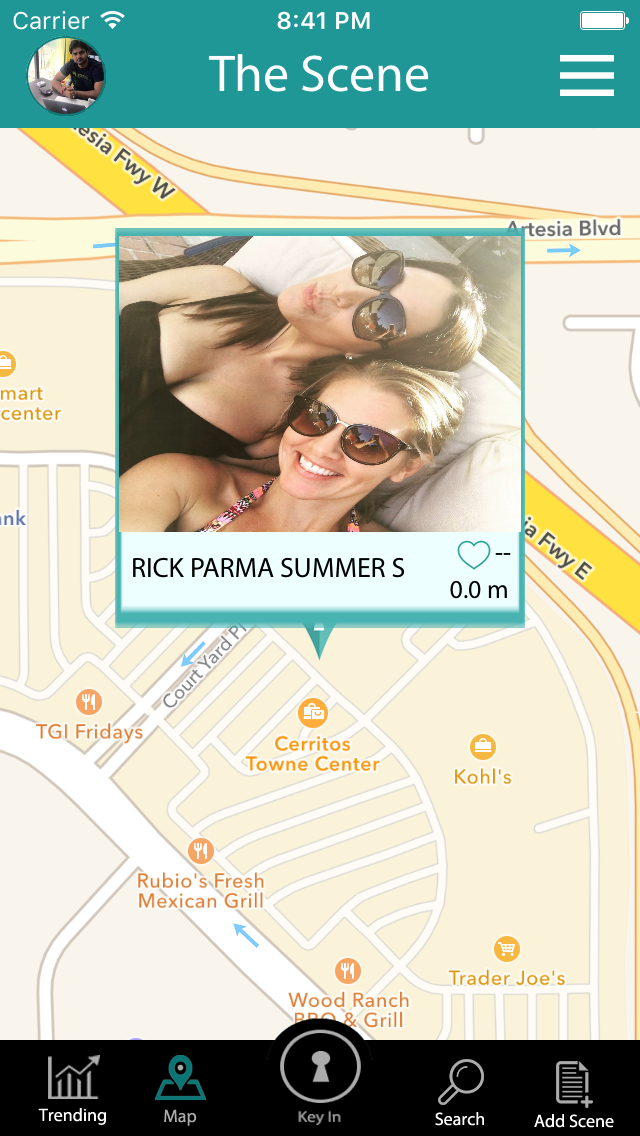 Carrier 8:41 PM
The Scene
esia Fwy W
Artesia Blvd
mart
center
nk
ia Fwy E
RICK PARMA SUMMER S
--
0.0 m
Court Yard Pl
TGI Fridays
Cerritos
Towne Center
Kohl's
Rubio's Fresh
Mexican Grill
Trader Joe's
Wood Ranch
BBQ & Grill
Trending
Map
Key In
Search
Add Scene